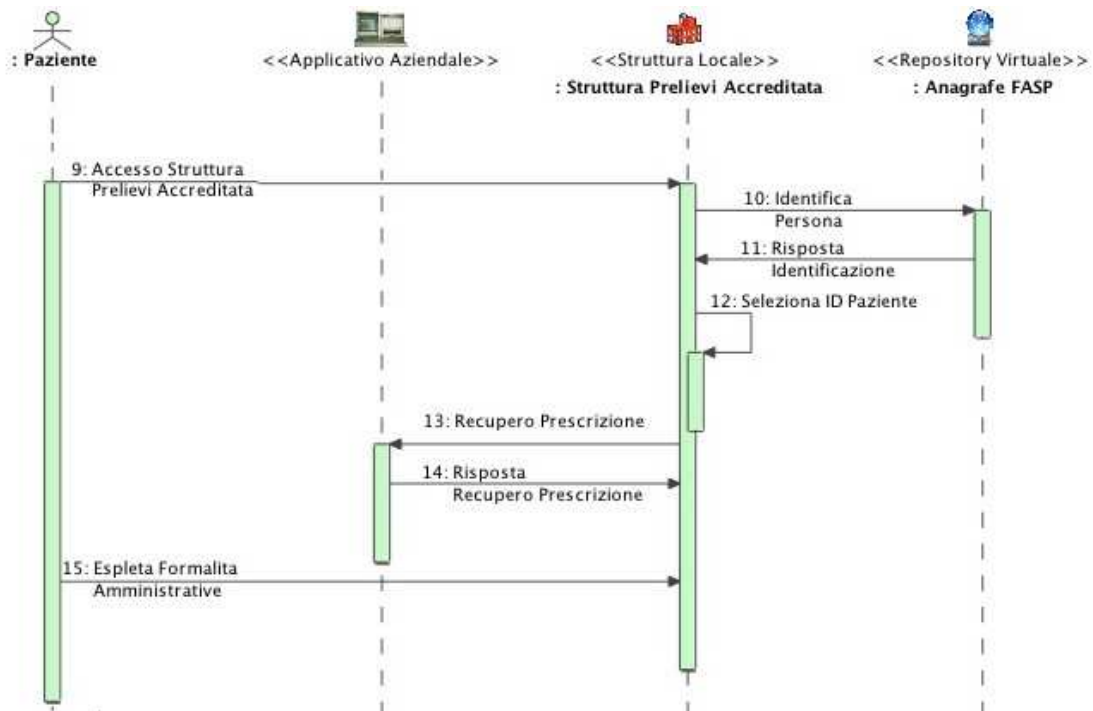 : Paziente
<<Applicativo Aziendale>>
<<Struttura Locale>>
: Struttura Prelievi Accreditata
<<Repository Virtuale>>
: Anagrafe FASP
9: Accesso Struttura
Prelievi Accreditata
10: Identifica
Persona
11: Risposta
Identificazione
12: Seleziona ID Paziente
13: Recupero Prescrizione
14: Risposta
Recupero Prescrizione
15: Espleta Formalita
Amministrative